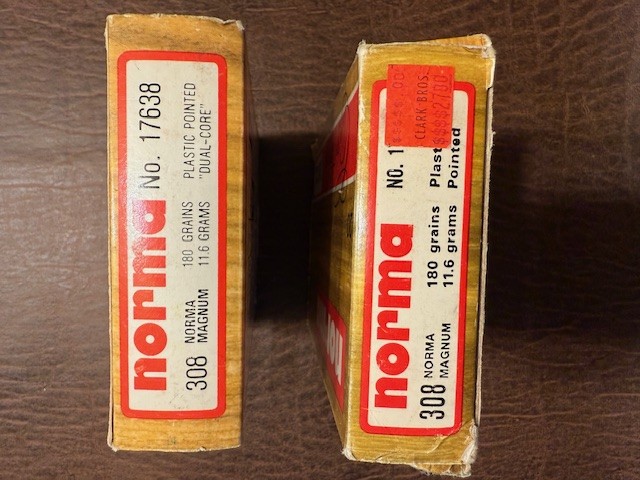 norma No. 17638
308 NORMA MAGNUM
180 GRAINS
11.6 GRAMS
PLASTIC POINTED
"DUAL-CORE"
norma NO. 1
308 NORMA MAGNUM
180 grains Plast
11.6 grams Pointed
CLARK BROS.